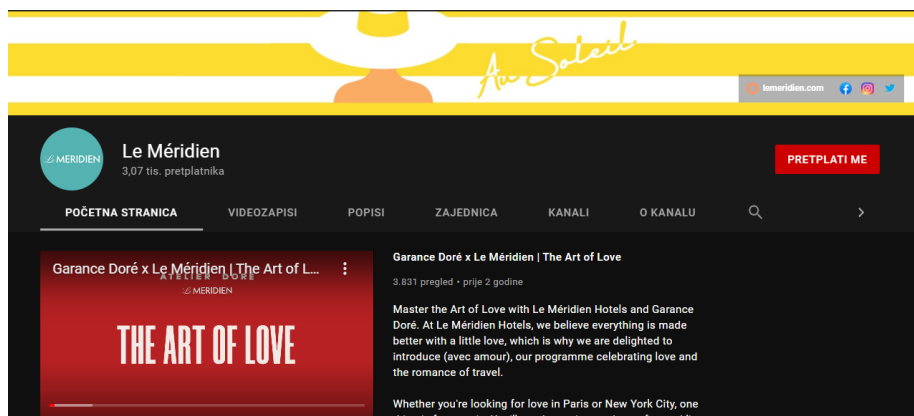 Au Soleil
lemeridien.com
Le MERIDIEN
Le Méridien
3,07 tis. pretplatnika
PRETPLATI ME
POČETNA STRANICA VIDEOZAPISI POPISI ZAJEDNICA KANALI O KANALU
Garance Doré x Le Méridien | The Art of L...
ATELIER DORÉ
Le MERIDIEN
THE ART OF LOVE
Garance Doré x Le Méridien | The Art of Love
3.831 pregled • prije 2 godine
Master the Art of Love with Le Méridien Hotels and Garance
Doré. At Le Méridien Hotels, we believe everything is made
better with a little love, which is why we are delighted to
introduce (avec amour), our programme celebrating love and
the romance of travel.
Whether you're looking for love in Paris or New York City, one